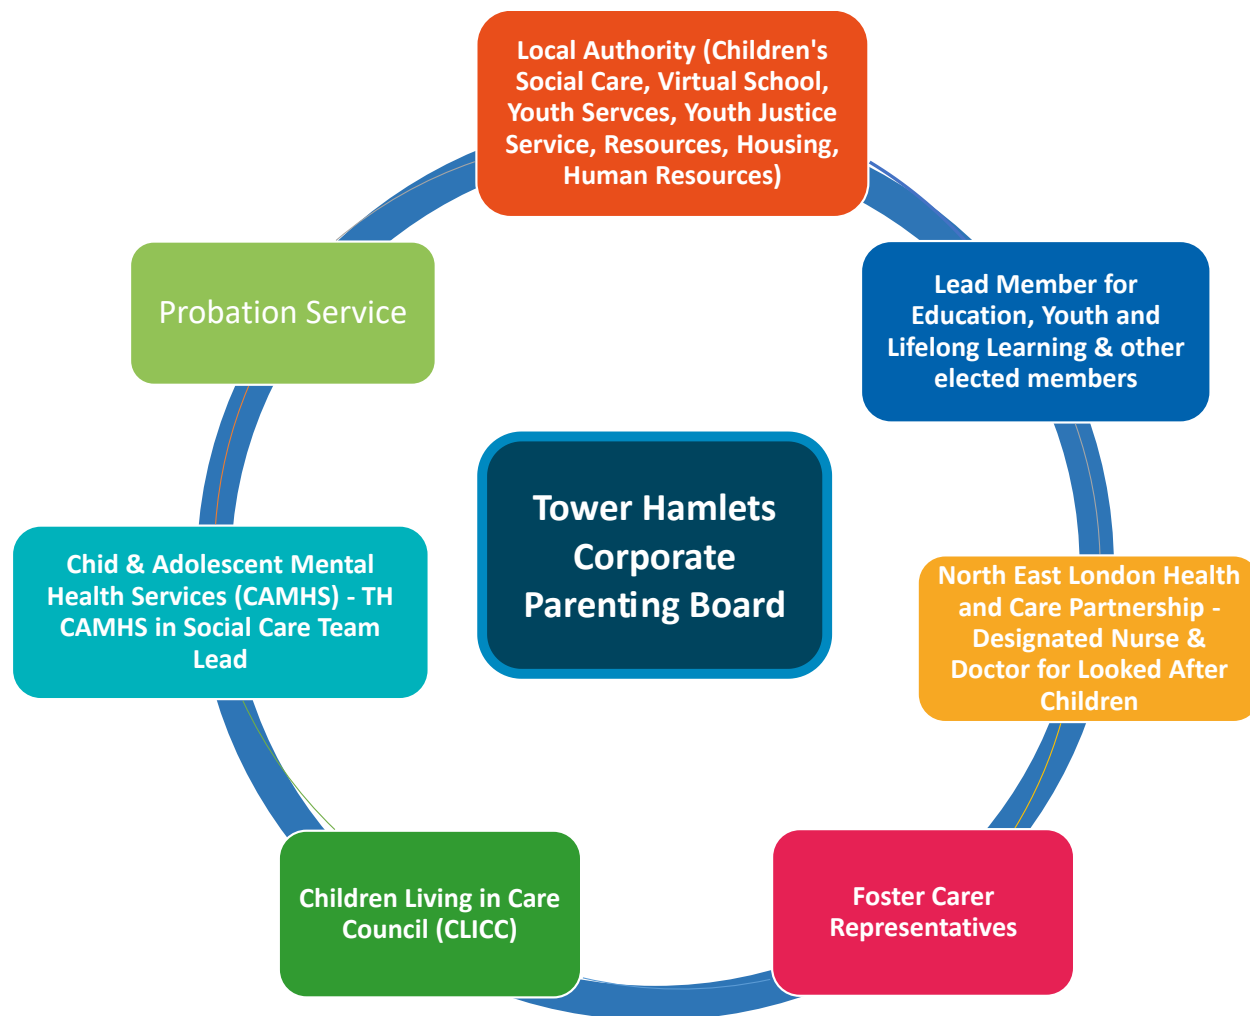 Local Authority (Children's
Social Care, Virtual School,
Youth Servces, Youth Justice
Service, Resources, Housing,
Human Resources)
Lead Member for
Education, Youth and
Lifelong Learning & other
elected members
North East London Health
and Care Partnership -
Designated Nurse &
Doctor for Looked After
Children
Foster Carer
Representatives
Children Living in Care
Council (CLICC)
Chid & Adolescent Mental
Health Services (CAMHS) - TH
CAMHS in Social Care Team
Lead
Probation Service
Tower Hamlets
Corporate
Parenting Board